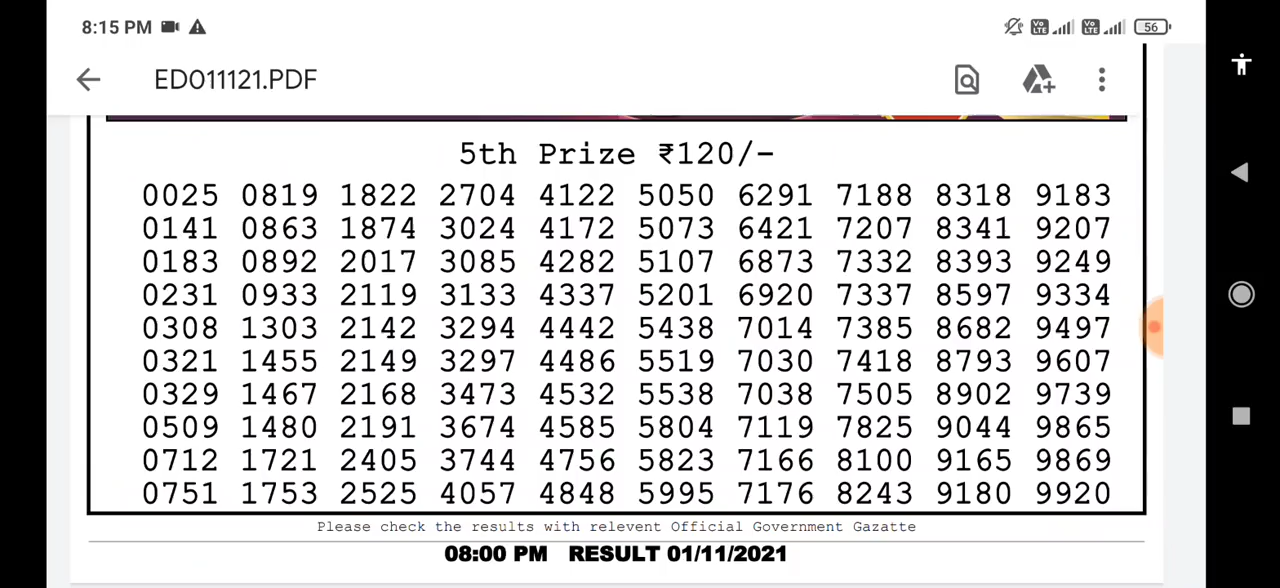 8:15 PM
Vo LTE Vo LTE 56
ED011121.PDF
5th Prize ₹120/-
0025 0819 1822 2704 4122 5050 6291 7188 8318 9183
0141 0863 1874 3024 4172 5073 6421 7207 8341 9207
0183 0892 2017 3085 4282 5107 6873 7332 8393 9249
0231 0933 2119 3133 4337 5201 6920 7337 8597 9334
0308 1303 2142 3294 4442 5438 7014 7385 8682 9497
0321 1455 2149 3297 4486 5519 7030 7418 8793 9607
0329 1467 2168 3473 4532 5538 7038 7505 8902 9739
0509 1480 2191 3674 4585 5804 7119 7825 9044 9865
0712 1721 2405 3744 4756 5823 7166 8100 9165 9869
0751 1753 2525 4057 4848 5995 7176 8243 9180 9920
Please check the results with relevent Official Government Gazatte
08:00 PM RESULT 01/11/2021